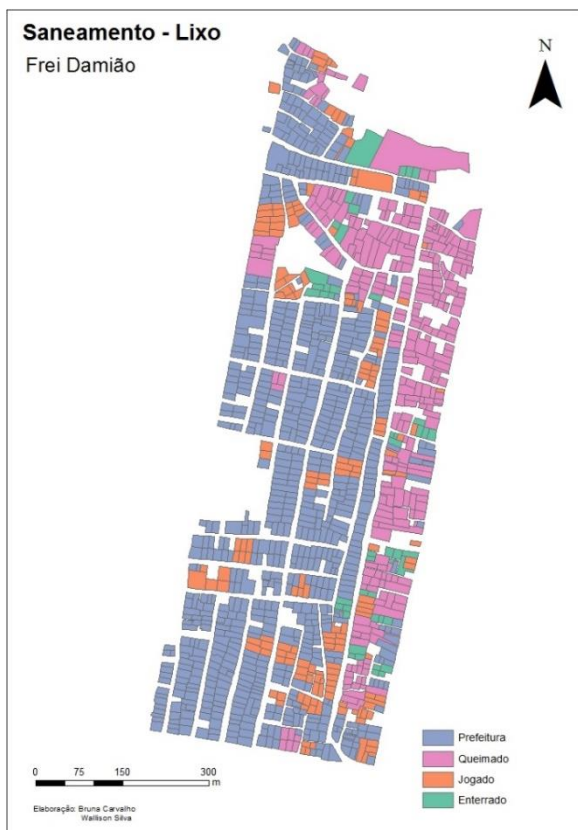 Saneamento - Lixo
Frei Damião
N
Prefeitura
Queimado
Jogado
Enterrado
0 75 150 300
m
Elaboração: Bruna Carvalho
Wallison Silva